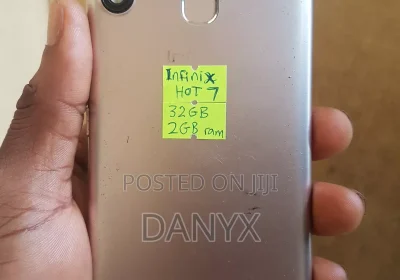 Infinix
HOT 7
32GB
2GB ram
POSTED ON JIJI
DANYX